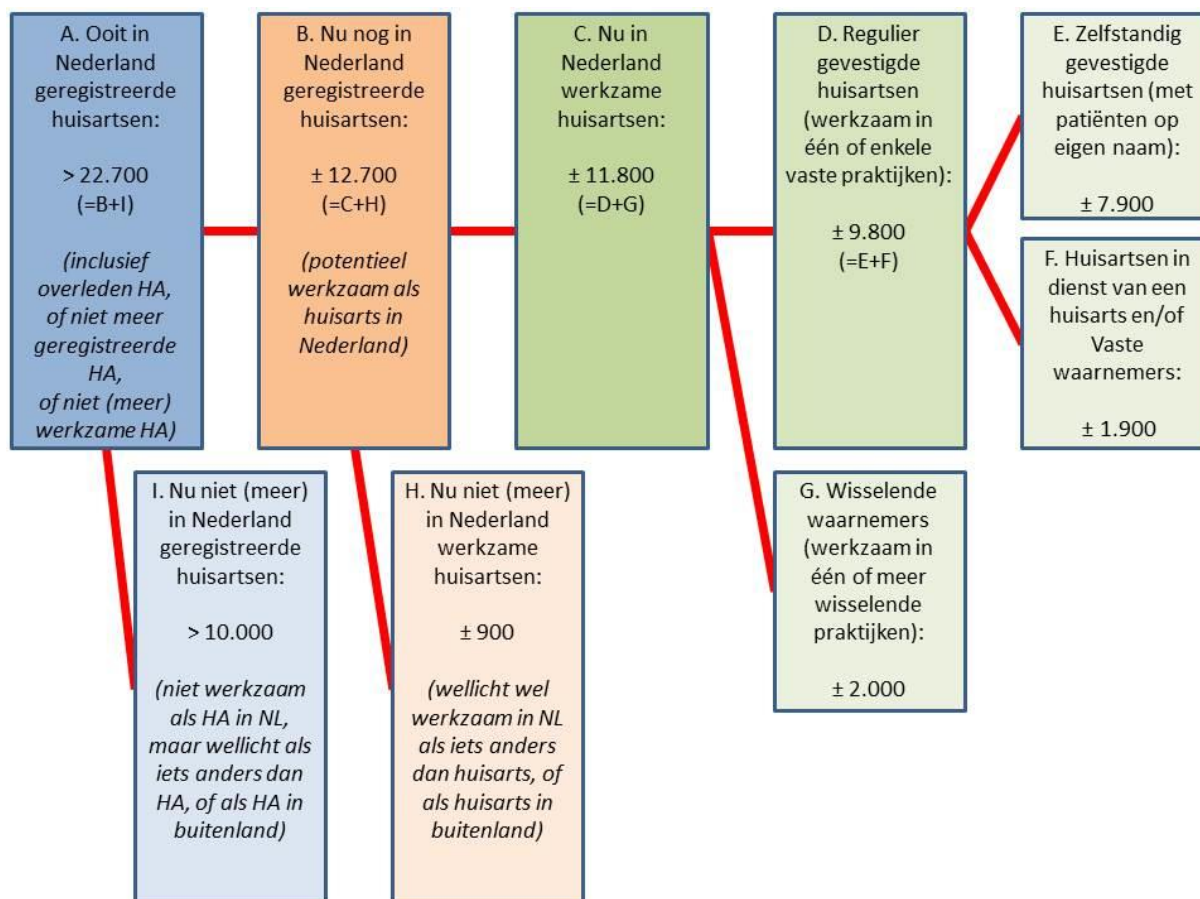 A. Ooit in
Nederland
geregistreerde
huisartsen:
> 22.700
(=B+I)
(inclusief
overleden HA,
of niet meer
geregistreerde
HA,
of niet (meer)
werkzame HA)
B. Nu nog in
Nederland
geregistreerde
huisartsen:
± 12.700
(=C+H)
(potentieel
werkzaam als
huisarts in
Nederland)
C. Nu in
Nederland
werkzame
huisartsen:
± 11.800
(=D+G)
D. Regulier
gevestigde
huisartsen
(werkzaam in
één of enkele
vaste praktijken):
± 9.800
(=E+F)
E. Zelfstandig
gevestigde
huisartsen (met
patiënten op
eigen naam):
± 7.900
F. Huisartsen in
dienst van een
huisarts en/of
Vaste
waarnemers:
± 1.900
I. Nu niet (meer)
in Nederland
geregistreerde
huisartsen:
> 10.000
(niet werkzaam
als HA in NL,
maar wellicht als
iets anders dan
HA, of als HA in
buitenland)
H. Nu niet (meer)
in Nederland
werkzame
huisartsen:
± 900
(wellicht wel
werkzaam in NL
als iets anders
dan huisarts, of
als huisarts in
buitenland)
G. Wisselende
waarnemers
(werkzaam in
één of meer
wisselende
praktijken):
± 2.000